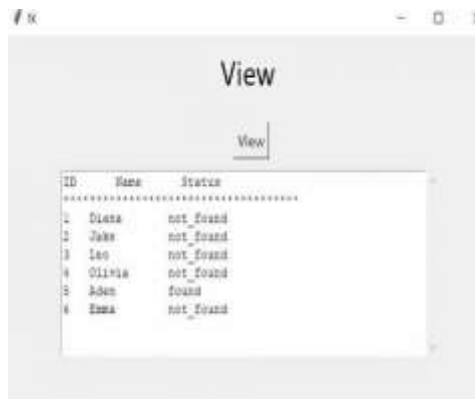 tk
View
View
ID Name Status
1 Diana not_found
2 Jake not_found
3 Leo not_found
4 Olivia not_found
5 Aden found
6 Emma not_found